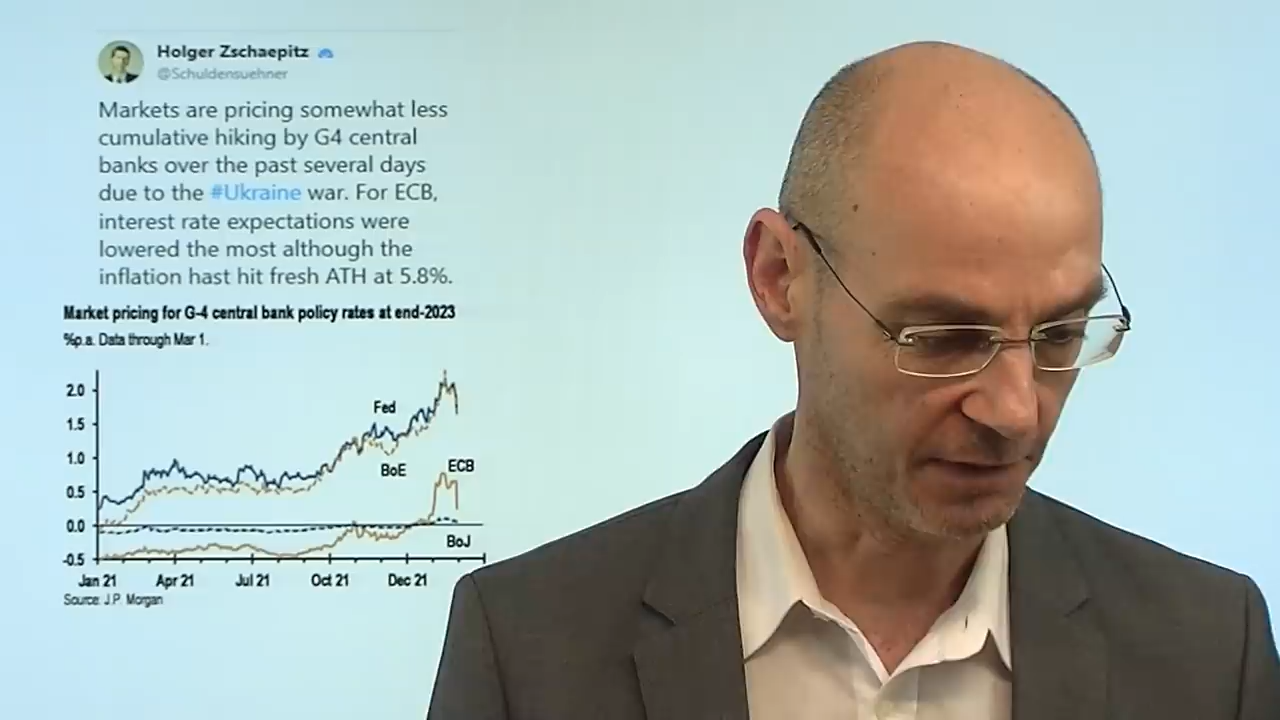 Holger Zschaepitz
@Schuldensuehner
Markets are pricing somewhat less
cumulative hiking by G4 central
banks over the past several days
due to the #Ukraine war. For ECB,
interest rate expectations were
lowered the most although the
inflation hast hit fresh ATH at 5.8%.
Market pricing for G-4 central bank policy rates at end-2023
%p.a. Data through Mar 1.
2.0
1.5
1.0
0.5
0.0
-0.5
Fed
BoE
ECB
BoJ
Jan 21 Apr 21 Jul 21 Oct 21 Dec 21
Source: J.P. Morgan